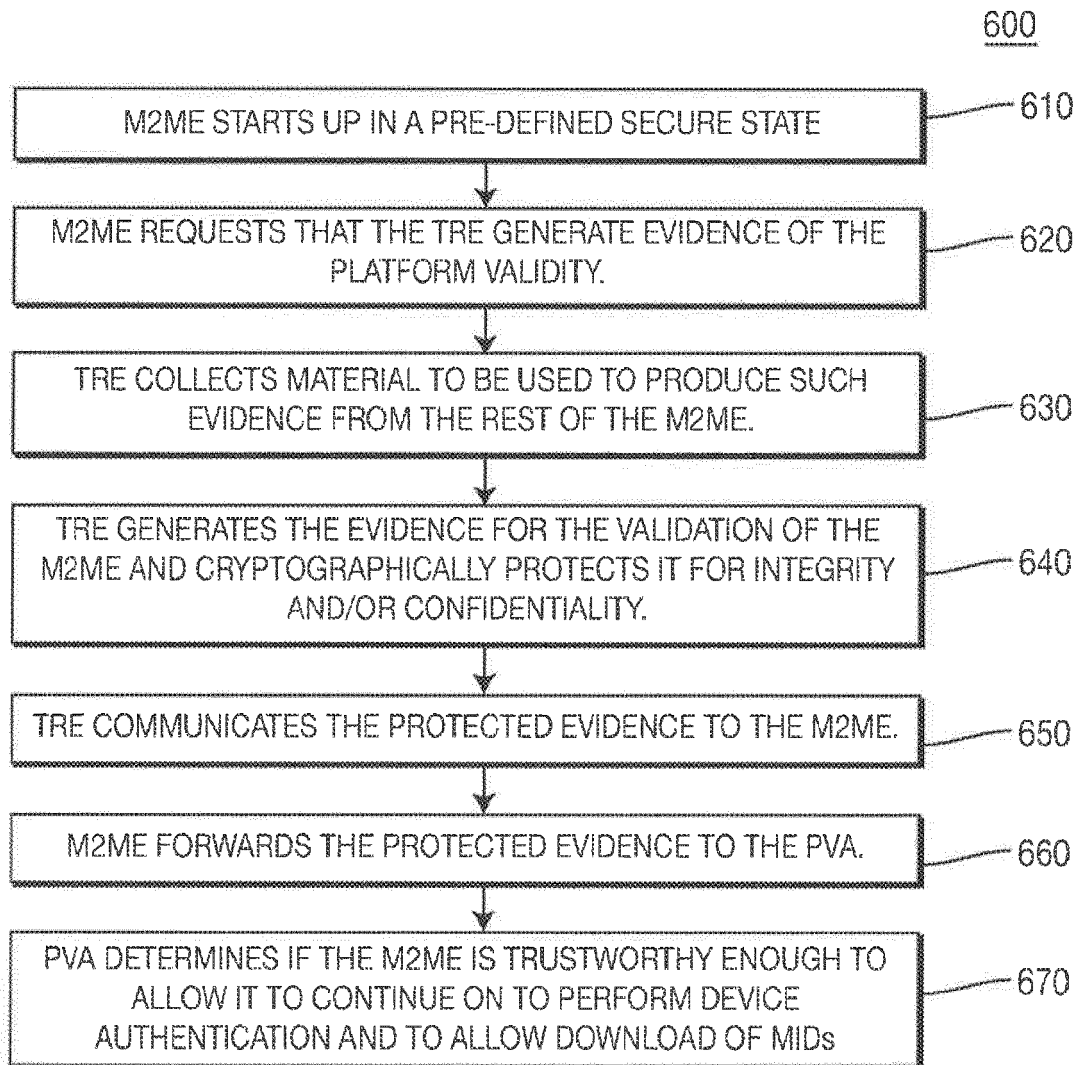 600
M2ME STARTS UP IN A PRE-DEFINED SECURE STATE
610
M2ME REQUESTS THAT THE TRE GENERATE EVIDENCE OF THE
PLATFORM VALIDITY.
620
TRE COLLECTS MATERIAL TO BE USED TO PRODUCE SUCH
EVIDENCE FROM THE REST OF THE M2ME.
630
TRE GENERATES THE EVIDENCE FOR THE VALIDATION OF THE
M2ME AND CRYPTOGRAPHICALLY PROTECTS IT FOR INTEGRITY
AND/OR CONFIDENTIALITY.
640
TRE COMMUNICATES THE PROTECTED EVIDENCE TO THE M2ME.
650
M2ME FORWARDS THE PROTECTED EVIDENCE TO THE PVA.
660
PVA DETERMINES IF THE M2ME IS TRUSTWORTHY ENOUGH TO
ALLOW IT TO CONTINUE ON TO PERFORM DEVICE
AUTHENTICATION AND TO ALLOW DOWNLOAD OF MIDs
670